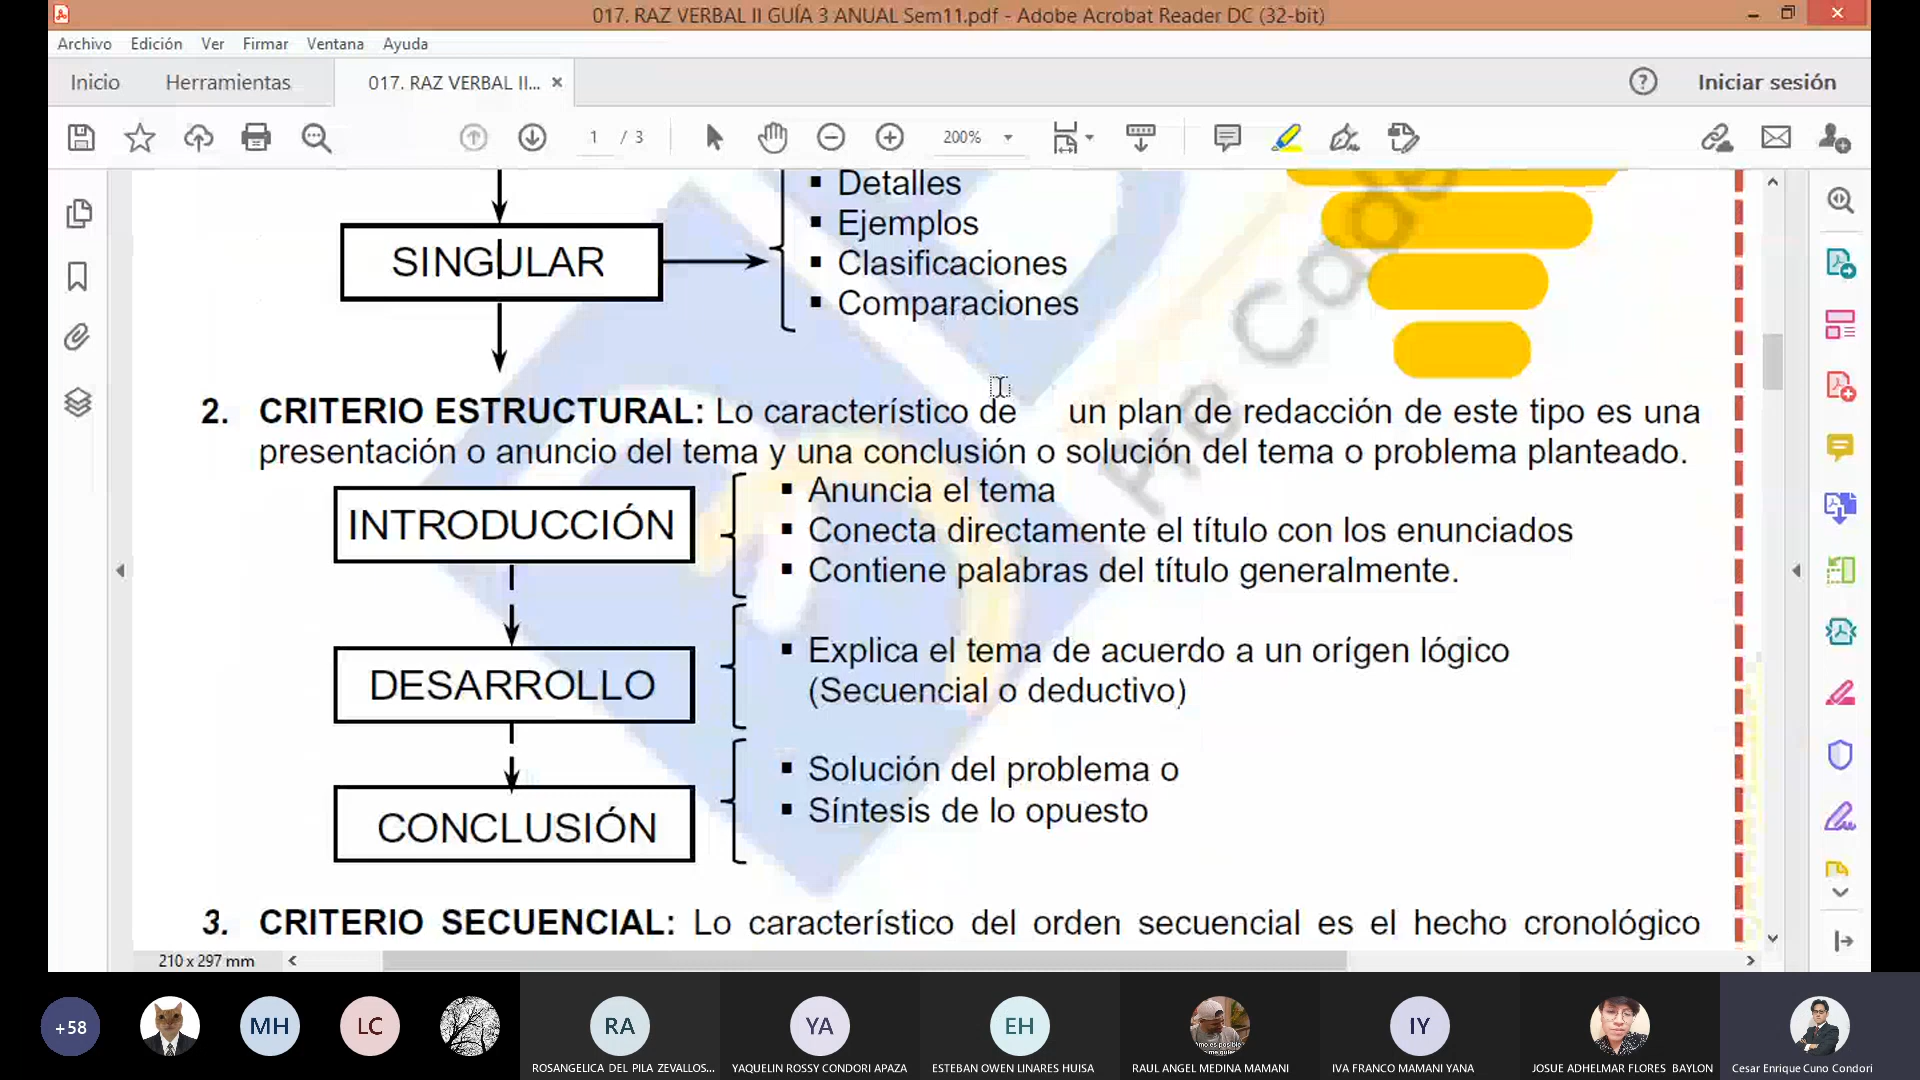 017. RAZ VERBAL II GUÍA 3 ANUAL Sem11.pdf - Adobe Acrobat Reader DC (32-bit)
Archivo Edición Ver Firmar Ventana Ayuda
Inicio Herramientas 017. RAZ VERBAL II... × Iniciar sesión
1 / 3 200%
▪ Detalles
▪ Ejemplos
▪ Clasificaciones
▪ Comparaciones
SINGULAR
2. CRITERIO ESTRUCTURAL: Lo característico de un plan de redacción de este tipo es una
presentación o anuncio del tema y una conclusión o solución del tema o problema planteado.
INTRODUCCIÓN
▪ Anuncia el tema
▪ Conecta directamente el título con los enunciados
▪ Contiene palabras del título generalmente.
DESARROLLO
▪ Explica el tema de acuerdo a un orígen lógico
(Secuencial o deductivo)
CONCLUSIÓN
▪ Solución del problema o
▪ Síntesis de lo opuesto
3. CRITERIO SECUENCIAL: Lo característico del orden secuencial es el hecho cronológico
210 x 297 mm
+58 MH LC RA YA EH IY
ROSANGELICA DEL PILA ZEVALLOS... YAQUELIN ROSSY CONDORI APAZA ESTEBAN OWEN LINARES HUISA RAUL ANGEL MEDINA MAMANI IVA FRANCO MAMANI YANA JOSUE ADHELMAR FLORES BAYLON Cesar Enrique Cuno Condori